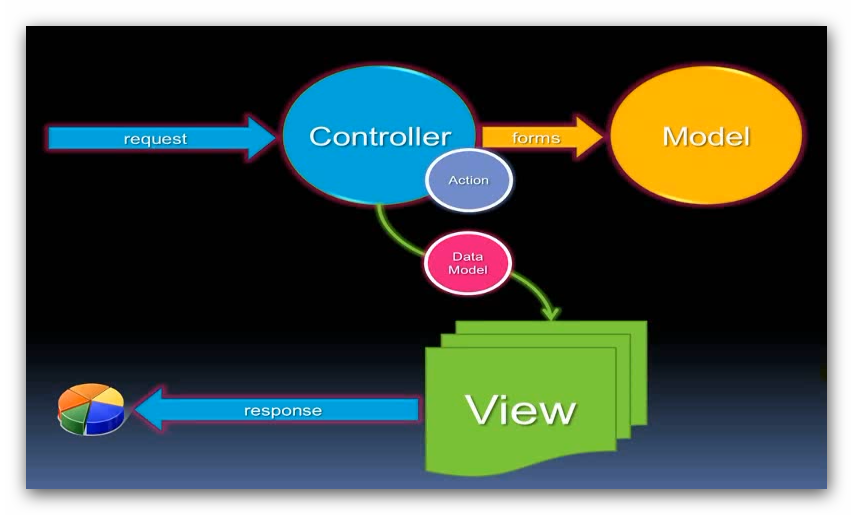 request
Controller
forms
Model
Action
Data
Model
View
response